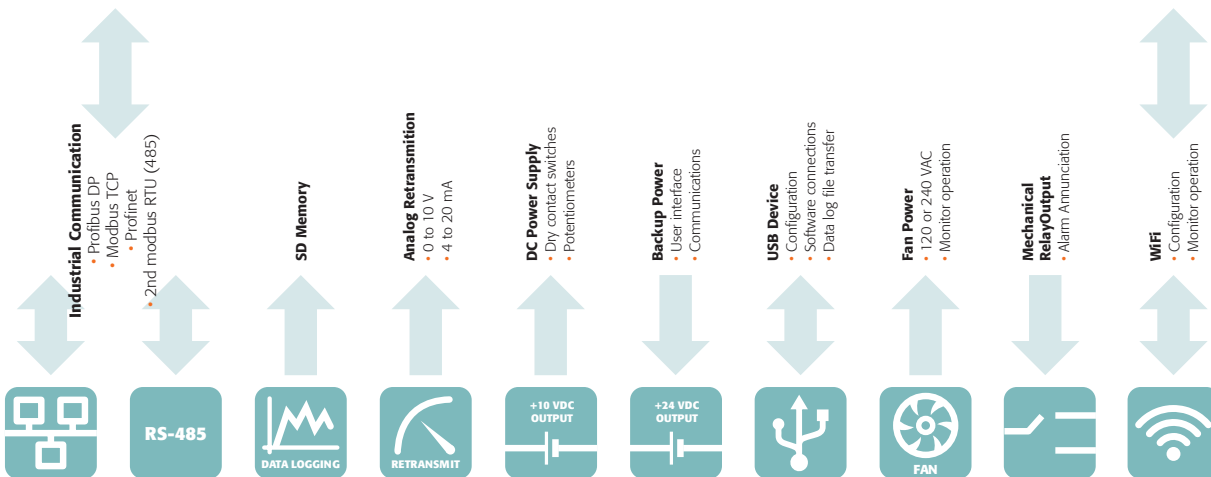 Industrial Communication
• Profibus DP
• Modbus TCP
• Profinet
• 2nd modbus RTU (485)
SD Memory
Analog Retransmition
• 0 to 10 V
• 4 to 20 mA
DC Power Supply
• Dry contact switches
• Potentiometers
Backup Power
• User interface
• Communications
USB Device
• Configuration
• Software connections
• Data log file transfer
Fan Power
• 120 or 240 VAC
• Monitor operation
Mechanical
RelayOutput
• Alarm Annunciation
WiFi
• Configuration
• Monitor operation
RS-485
DATA LOGGING
RETRANSMIT
+10 VDC
OUTPUT
+24 VDC
OUTPUT
FAN